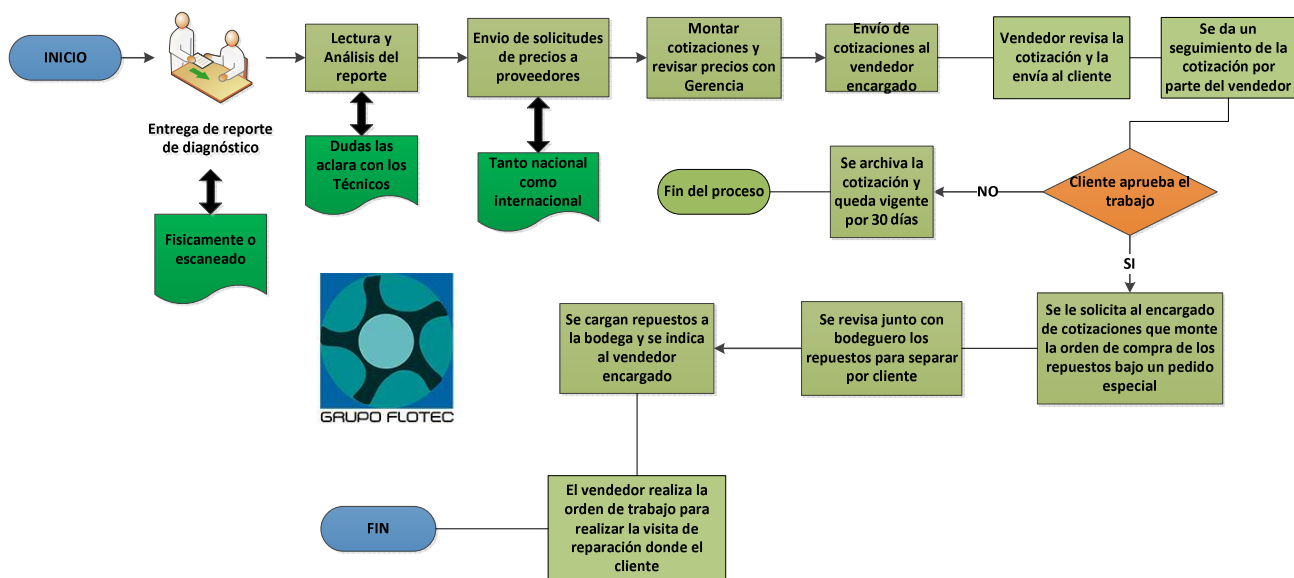 INICIO
Entrega de reporte
de diagnóstico
Fisicamente o
escaneado
Lectura y
Análisis del
reporte
Dudas las
aclara con los
Técnicos
Envio de solicitudes
de precios a
proveedores
Tanto nacional
como
internacional
Montar
cotizaciones y
revisar precios con
Gerencia
Envío de
cotizaciones al
vendedor
encargado
Vendedor revisa la
cotización y la
envía al cliente
Se da un
seguimiento de la
cotización por
parte del vendedor
Cliente aprueba el
trabajo
NO
Se archiva la
cotización y
queda vigente
por 30 días
Fin del proceso
SI
Se le solicita al encargado
de cotizaciones que monte
la orden de compra de los
repuestos bajo un pedido
especial
Se revisa junto con
bodeguero los
repuestos para separar
por cliente
Se cargan repuestos a
la bodega y se indica
al vendedor
encargado
GRUPO FLOTEC
El vendedor realiza la
orden de trabajo para
realizar la visita de
reparación donde el
cliente
FIN